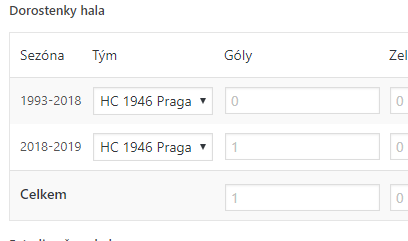 Dorostenky hala
Sezóna Tým Góly Zel
1993-2018 HC 1946 Praga 0 0
2018-2019 HC 1946 Praga 1 0
Celkem 1 0